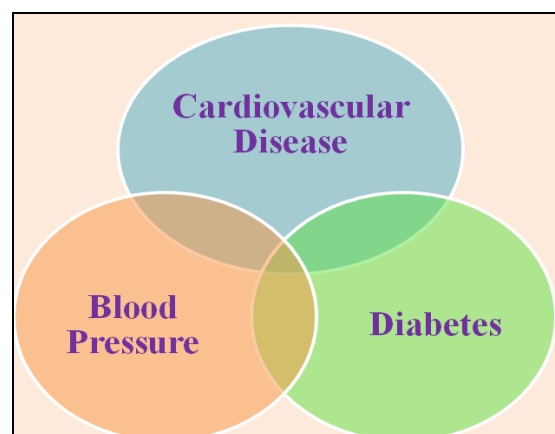 Cardiovascular
Disease
Blood
Pressure
Diabetes